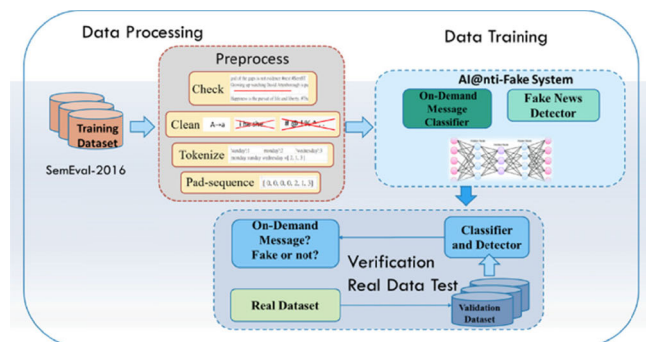 Data Processing
Data Training
Preprocess
Check
Clean
A→a
Tokenize
Pad-sequence
[ 0, 0, 0, 0, 2, 1, 3]
Training
Dataset
SemEval-2016
AI@nti-Fake System
On-Demand
Message
Classifier
Fake News
Detector
On-Demand
Message?
Fake or not?
Classifier
and Detector
Verification
Real Data Test
Real Dataset
Validation
Dataset